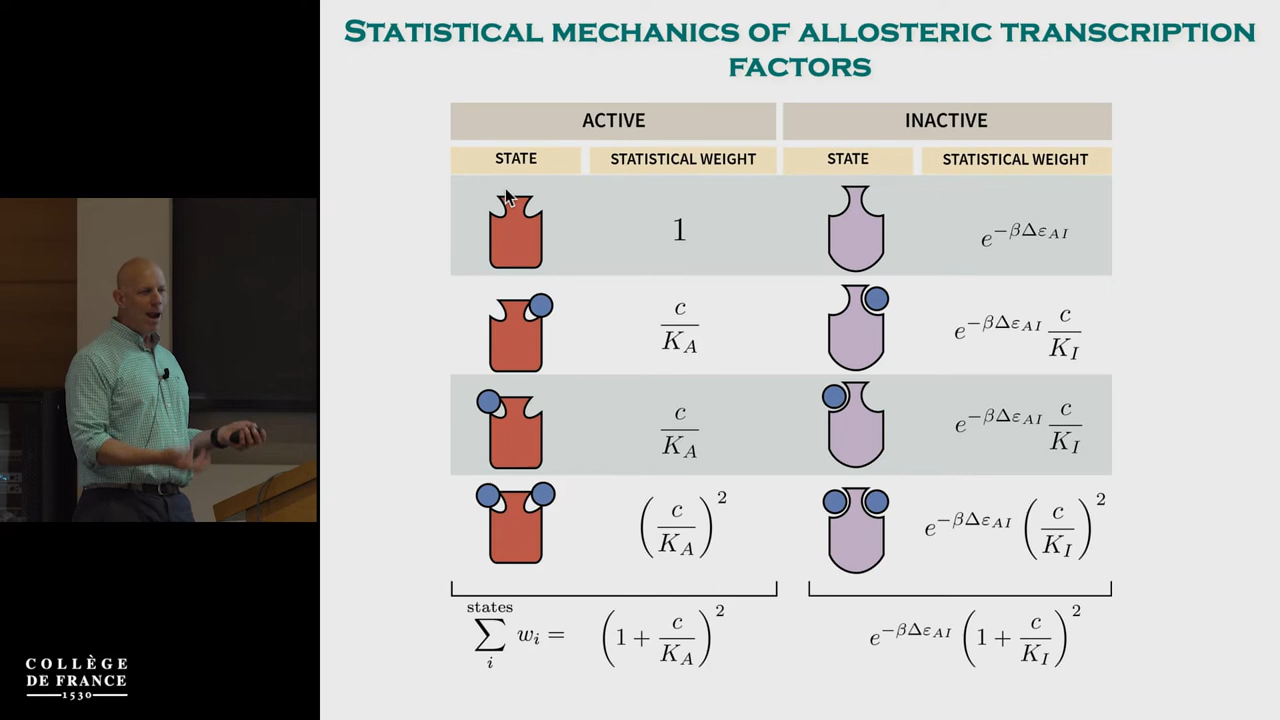 STATISTICAL MECHANICS OF ALLOSTERIC TRANSCRIPTION
FACTORS
ACTIVE INACTIVE
STATE STATISTICAL WEIGHT STATE STATISTICAL WEIGHT
1 e^{-βΔε_{AI}}
c/K_A e^{-βΔε_{AI}} c/K_I
c/K_A e^{-βΔε_{AI}} c/K_I
(c/K_A)^2 e^{-βΔε_{AI}} (c/K_I)^2
states
∑_i w_i = (1 + c/K_A)^2 e^{-βΔε_{AI}} (1 + c/K_I)^2
COLLÈGE
DE FRANCE
1530